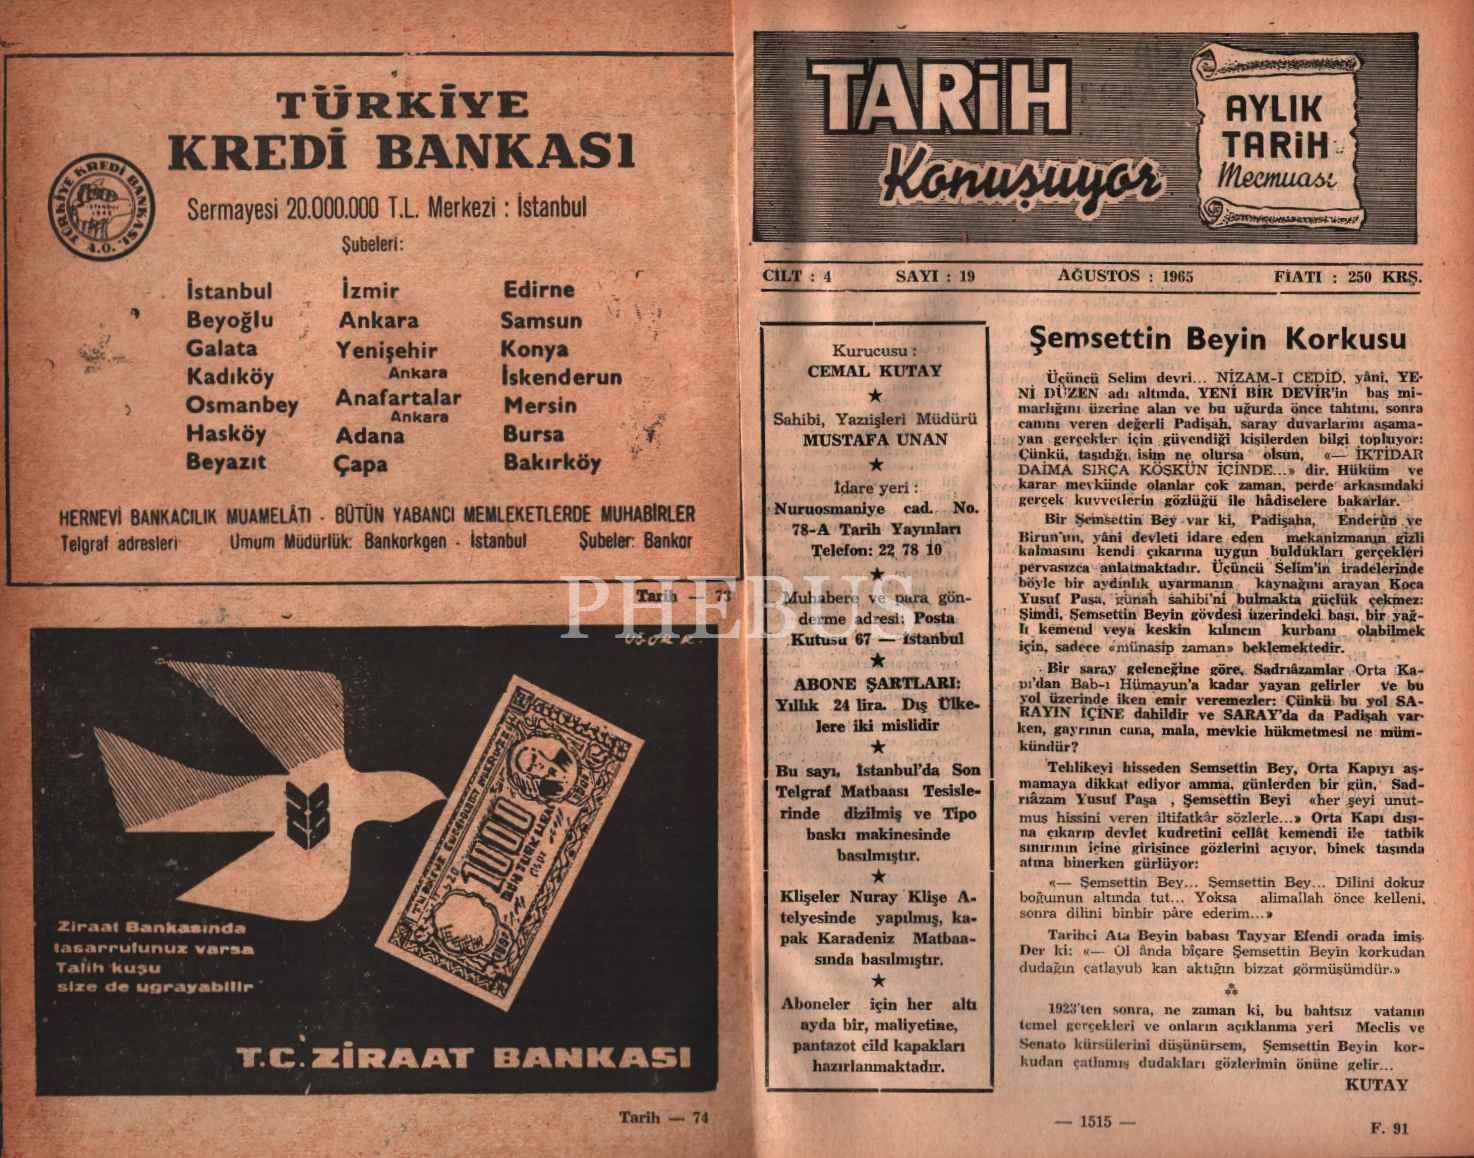 TÜRKİYE
KREDİ BANKASI
TÜRKİYE KREDİ BANKASI A.O.
Sermayesi 20.000.000 T.L. Merkezi : İstanbul
Şubeleri:
İstanbul İzmir Edirne
Beyoğlu Ankara Samsun
Galata Yenişehir Konya
Ankara
Kadıköy İskenderun
Osmanbey Anafartalar Mersin
Ankara
Hasköy Adana Bursa
Beyazıt Çapa Bakırköy
HERNEVİ BANKACILIK MUAMELÂTI - BÜTÜN YABANCI MEMLEKETLERDE MUHABİRLER
Telgraf adresleri Umum Müdürlük: Bankorkgen - İstanbul Şubeler: Bankor
Tarih — 73
1000
Ziraat Bankasında
tasarrufunuz varsa
Talih kuşu
size de uğrayabilir
T.C. ZİRAAT BANKASI
Tarih — 74
PHEBUS
TARİH
Konuşuyor
AYLIK
TARİH
Mecmuası
CİLT : 4 SAYI : 19 AĞUSTOS : 1965 FİATI : 250 KRŞ.
Kurucusu :
CEMAL KUTAY
★
Sahibi, Yazıişleri Müdürü
MUSTAFA UNAN
★
İdare yeri :
Nuruosmaniye cad. No.
78-A Tarih Yayınları
Telefon: 22 78 10
★
Muhabere ve para gön-
derme adresi: Posta
Kutusu 67 — İstanbul
★
ABONE ŞARTLARI:
Yıllık 24 lira. Dış Ülke-
lere iki mislidir
★
Bu sayı, İstanbul'da Son
Telgraf Matbaası Tesisle-
rinde dizilmiş ve Tipo
baskı makinesinde
basılmıştır.
★
Klişeler Nuray Klişe A-
telyesinde yapılmış, ka-
pak Karadeniz Matbaa-
sında basılmıştır.
★
Aboneler için her altı
ayda bir, maliyetine,
pantazot cild kapakları
hazırlanmaktadır.
Şemsettin Beyin Korkusu
Üçüncü Selim devri... NİZAM-I CEDİD, yâni, YE-
Nİ DÜZEN adı altında, YENİ BİR DEVİR'in baş mi-
marlığını üzerine alan ve bu uğurda önce tahtını, sonra
canını veren değerli Padişah, saray duvarlarını aşama-
yan gerçekler için güvendiği kişilerden bilgi topluyor:
Çünkü, taşıdığı isim ne olursa olsun, «— İKTİDAR
DAİMA SIRÇA KÖŞKÜN İÇİNDE...» dir. Hüküm ve
karar mevkiinde olanlar çok zaman, perde arkasındaki
gerçek kuvvetlerin gözlüğü ile hâdiselere bakarlar.
Bir Şemsettin Bey var ki, Padişaha, Enderûn ve
Birun'un, yâni devleti idare eden mekanizmanın gizli
kalmasını kendi çıkarına uygun buldukları gerçekleri
pervasızca anlatmaktadır. Üçüncü Selim'in iradelerinde
böyle bir aydınlık uyarmanın kaynağını arayan Koca
Yusuf Paşa, günah sahibi'ni bulmakta güçlük çekmez:
Şimdi, Şemsettin Beyin gövdesi üzerindeki başı, bir yağ-
lı kemend veya keskin kılıncın kurbanı olabilmek
için, sadece «münasip zaman» beklemektedir.
Bir saray geleneğine göre, Sadrıâzamlar Orta Ka-
pı'dan Bab-ı Hümayun'a kadar yayan gelirler ve bu
yol üzerinde iken emir veremezler: Çünkü bu yol SA-
RAYIN İÇİNE dahildir ve SARAY'da da Padişah var-
ken, gayrının cana, mala, mevkie hükmetmesi ne müm-
kündür?
Tehlikeyi hisseden Şemsettin Bey, Orta Kapıyı aş-
mamaya dikkat ediyor amma, günlerden bir gün, Sad-
rıâzam Yusuf Paşa , Şemsettin Beyi «her şeyi unut-
muş hissini veren iltifatkâr sözlerle...» Orta Kapı dışı-
na çıkarıp devlet kudretini cellât kemendi ile tatbik
sınırının içine girişince gözlerini açıyor, binek taşında
atına binerken gürlüyor:
«— Şemsettin Bey... Şemsettin Bey... Dilini dokuz
boğumun altında tut... Yoksa alimallah önce kelleni,
sonra dilini binbir pâre ederim...»
Tarihci Ata Beyin babası Tayyar Efendi orada imiş.
Der ki: «— Ol ânda bîçare Şemsettin Beyin korkudan
dudağın çatlayub kan aktığın bizzat görmüşümdür.»
⁂
1923'ten sonra, ne zaman ki, bu bahtsız vatanın
temel gerçekleri ve onların açıklanma yeri Meclis ve
Senato kürsülerini düşünürsem, Şemsettin Beyin kor-
kudan çatlamış dudakları gözlerimin önüne gelir...
KUTAY
— 1515 —
F. 91